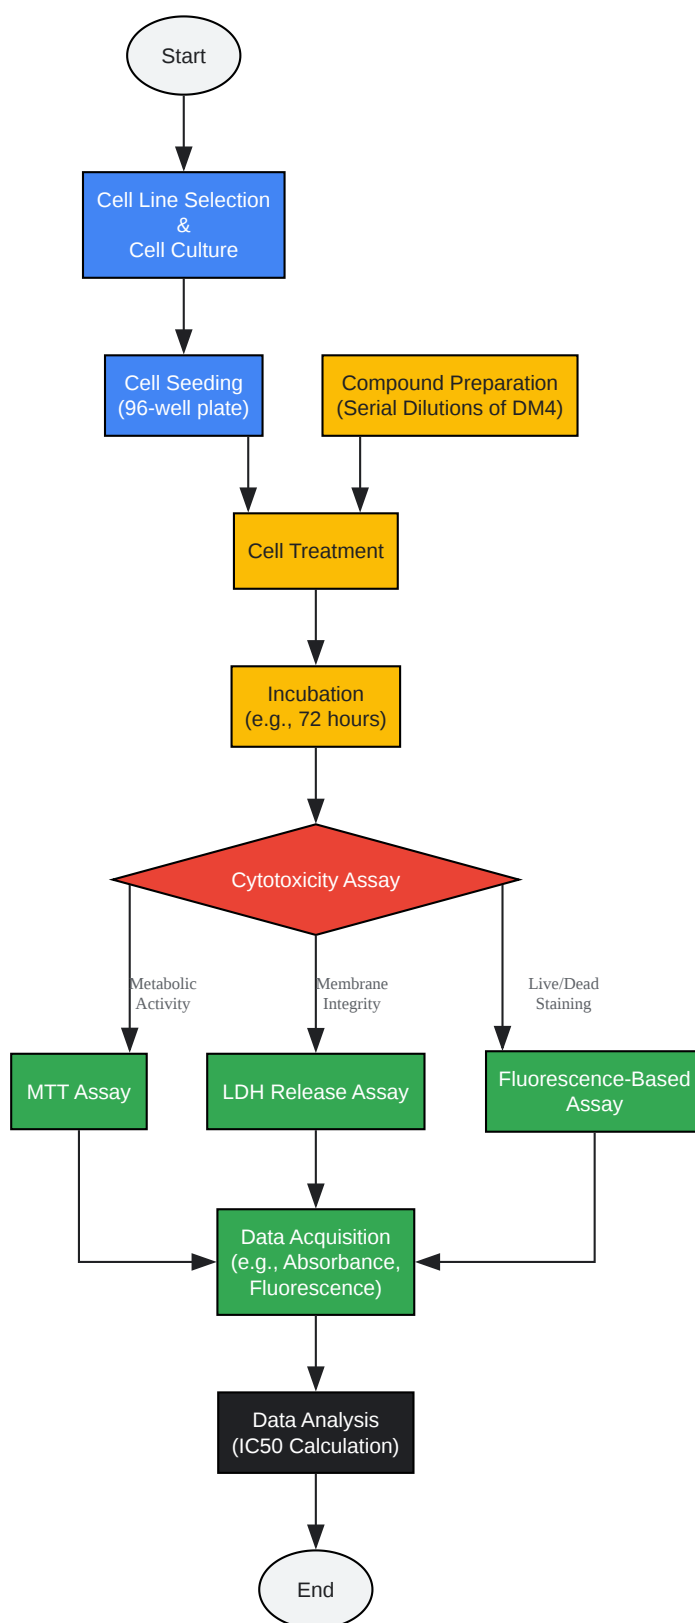 Start
Cell Line Selection
&
Cell Culture
Cell Seeding
(96-well plate)
Compound Preparation
(Serial Dilutions of DM4)
Cell Treatment
Incubation
(e.g., 72 hours)
Cytotoxicity Assay
Metabolic
Activity
Membrane
Integrity
Live/Dead
Staining
MTT Assay
LDH Release Assay
Fluorescence-Based
Assay
Data Acquisition
(e.g., Absorbance,
Fluorescence)
Data Analysis
(IC50 Calculation)
End